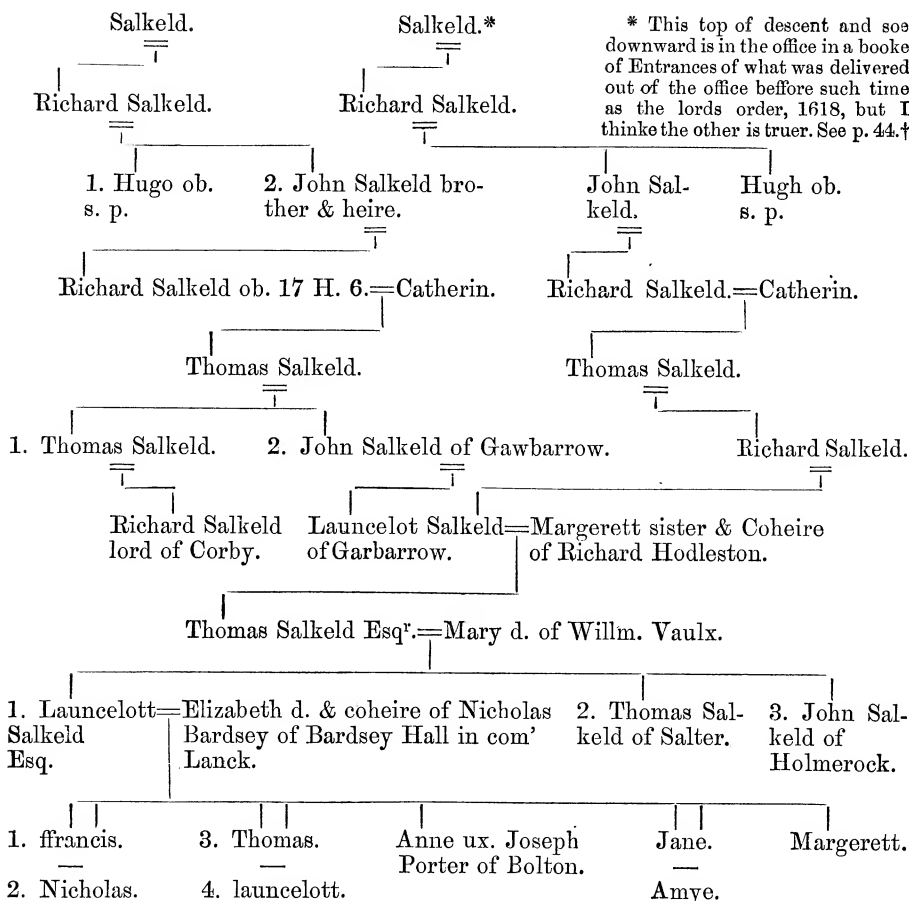 Salkeld.
Salkeld.*
* This top of descent and soe
downward is in the office in a booke
of Entrances of what was delivered
out of the office beffore such time
as the lords order, 1618, but I
thinke the other is truer. See p. 44.†
Richard Salkeld.
Richard Salkeld.
1. Hugo ob.
s. p.
2. John Salkeld bro-
ther & heire.
John Sal-
keld.
Hugh ob.
s. p.
Richard Salkeld ob. 17 H. 6.=Catherin.
Richard Salkeld.=Catherin.
Thomas Salkeld.
Thomas Salkeld.
1. Thomas Salkeld.
2. John Salkeld of Gawbarrow.
Richard Salkeld.
Richard Salkeld
lord of Corby.
Launcelot Salkeld=Margerett sister & Coheire
of Garbarrow.
of Richard Hodleston.
Thomas Salkeld Esqr.=Mary d. of Willm. Vaulx.
1. Launcelott=Elizabeth d. & coheire of Nicholas
Salkeld
Esq.
Bardsey of Bardsey Hall in com'
Lanck.
2. Thomas Sal-
keld of Salter.
3. John Sal-
keld of
Holmerock.
1. ffrancis.
2. Nicholas.
3. Thomas.
4. launcelott.
Anne ux. Joseph
Porter of Bolton.
Jane.
Amye.
Margerett.